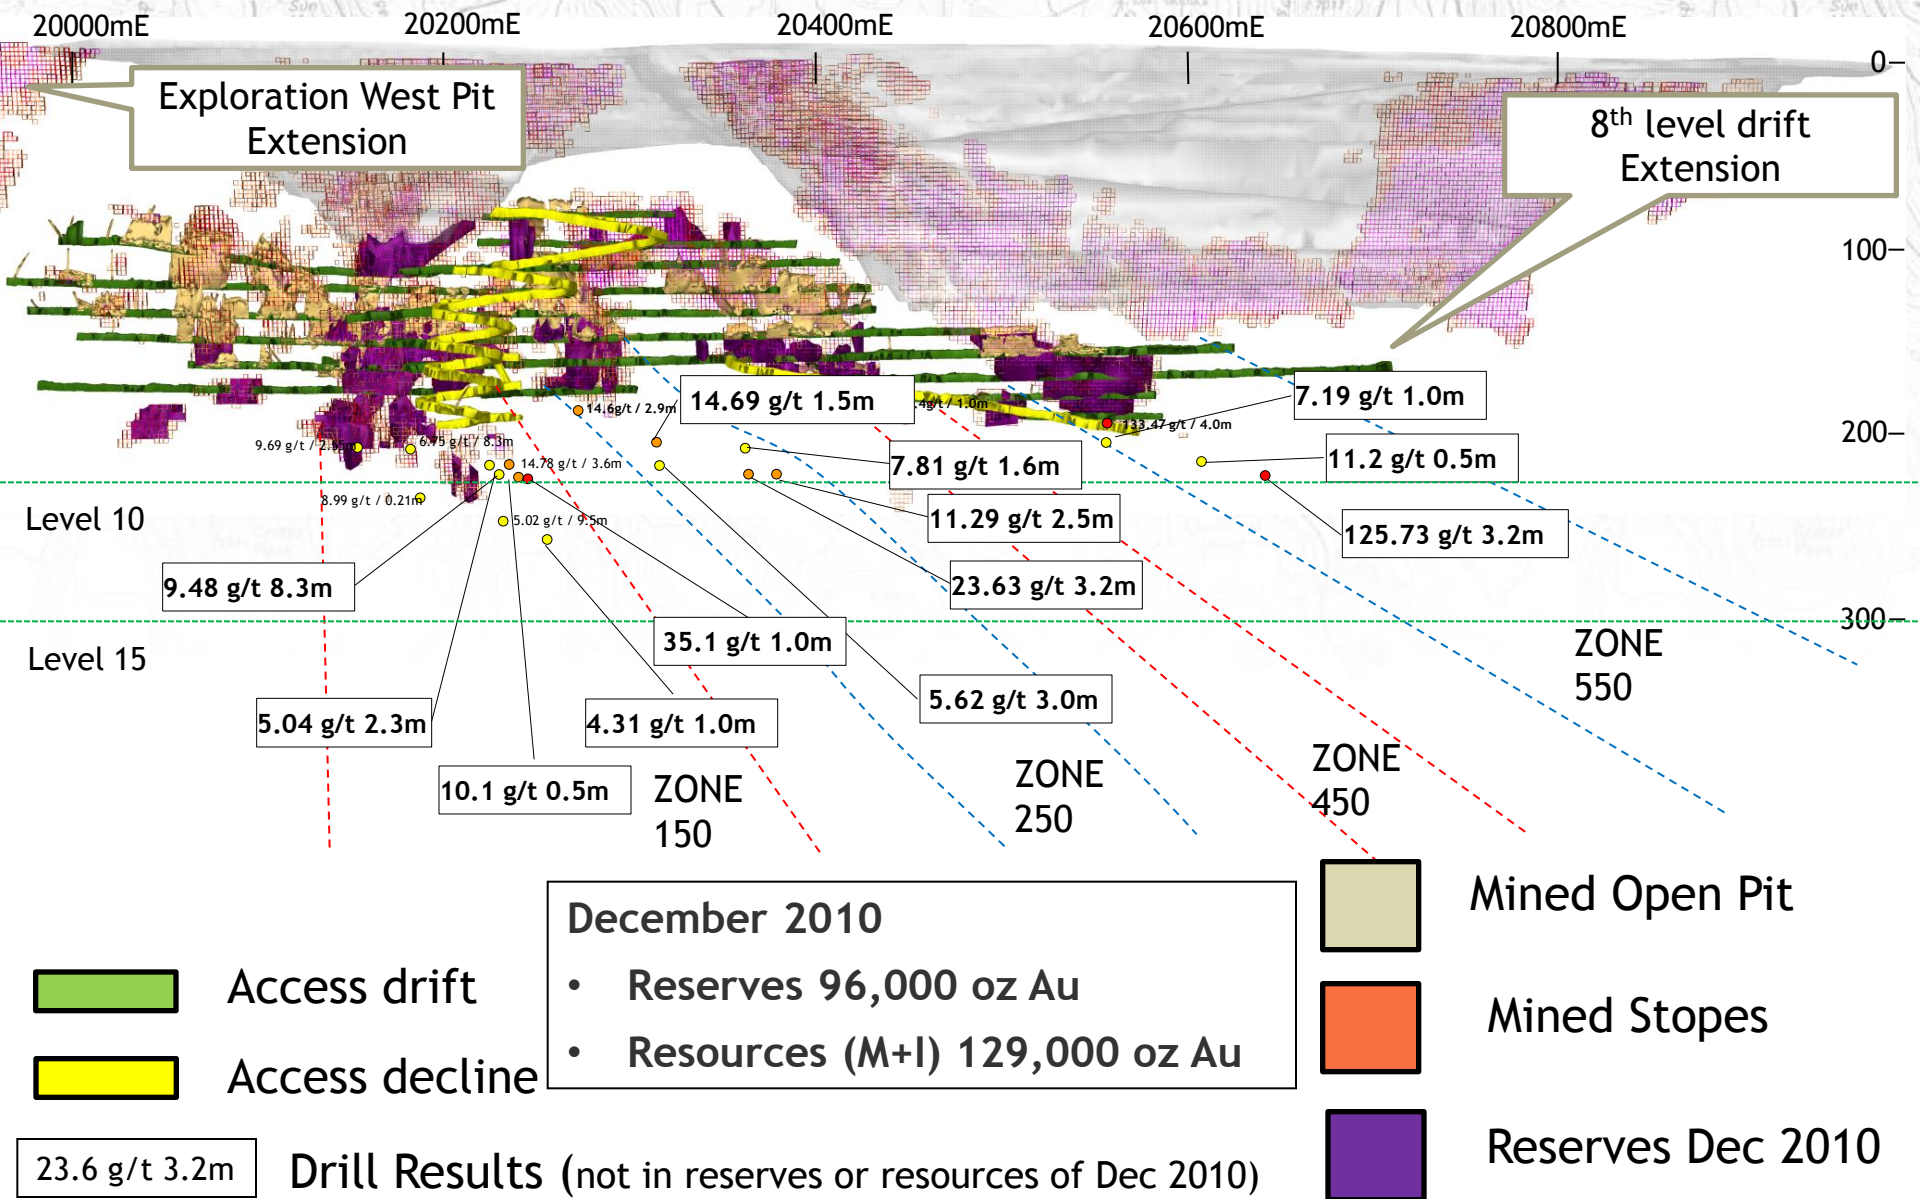 20000mE
20200mE
20400mE
20600mE
20800mE
0
Exploration West Pit
Extension
8th level drift
Extension
100
14.69 g/t 1.5m
14.6g/t / 2.9m
.4g/t / 1.0m
7.19 g/t 1.0m
133.47 g/t / 4.0m
200
9.69 g/t /
6.75 g/t / 8.3m
14.78 g/t / 3.6m
7.81 g/t 1.6m
11.2 g/t 0.5m
8.99 g/t / 0.21m
5.02 g/t / 9.5m
11.29 g/t 2.5m
125.73 g/t 3.2m
Level 10
9.48 g/t 8.3m
23.63 g/t 3.2m
300
35.1 g/t 1.0m
Level 15
ZONE
550
5.04 g/t 2.3m
4.31 g/t 1.0m
5.62 g/t 3.0m
10.1 g/t 0.5m
ZONE
150
ZONE
250
ZONE
450
December 2010
• Reserves 96,000 oz Au
• Resources (M+I) 129,000 oz Au
Mined Open Pit
Access drift
Mined Stopes
Access decline
Reserves Dec 2010
23.6 g/t 3.2m
Drill Results (not in reserves or resources of Dec 2010)